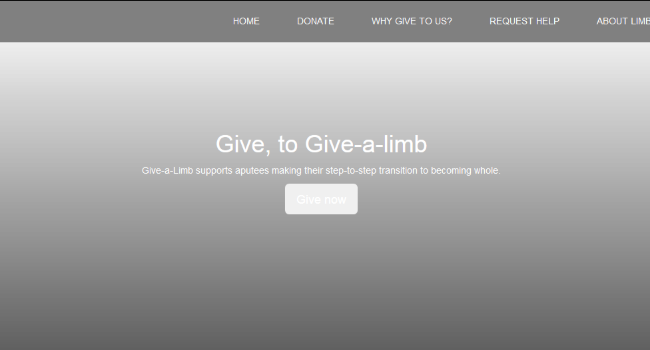 HOME DONATE WHY GIVE TO US? REQUEST HELP ABOUT LIMB
Give, to Give-a-limb
Give-a-Limb supports aputees making their step-to-step transition to becoming whole.
Give now